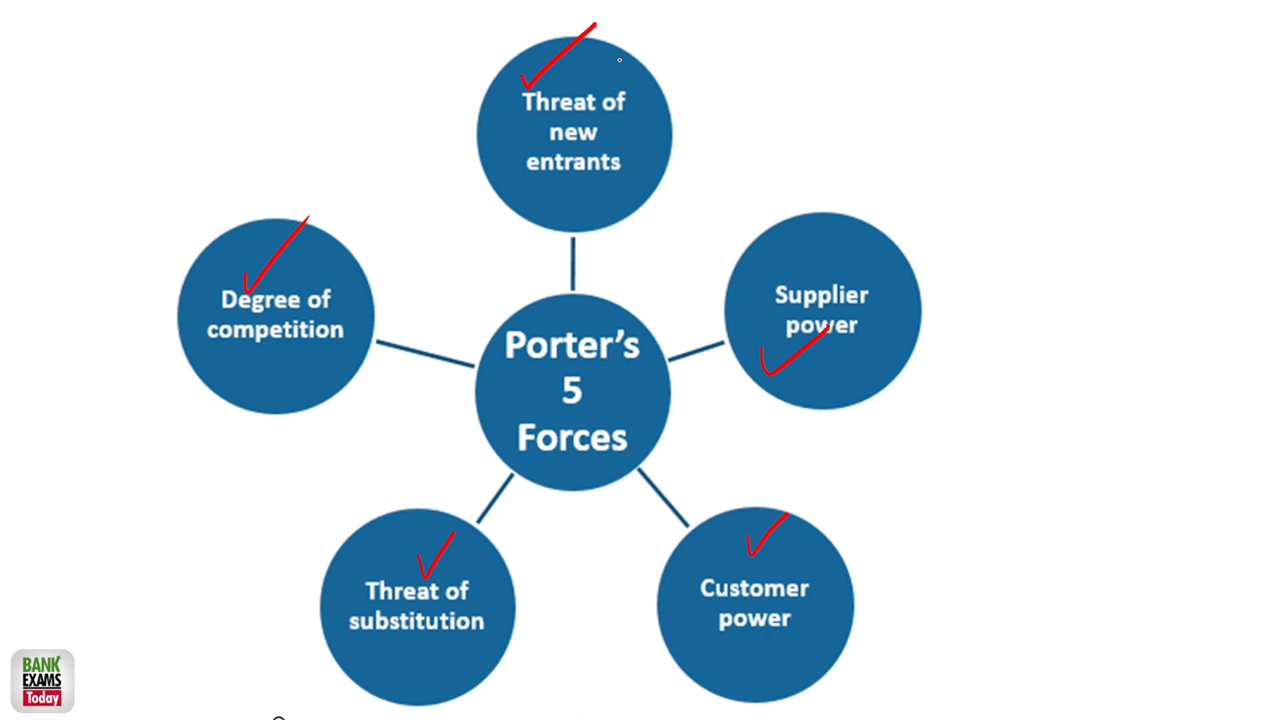 Threat of
new
entrants
Degree of
competition
Supplier
power
Porter's
5
Forces
Threat of
substitution
Customer
power
BANK
EXAMS
Today